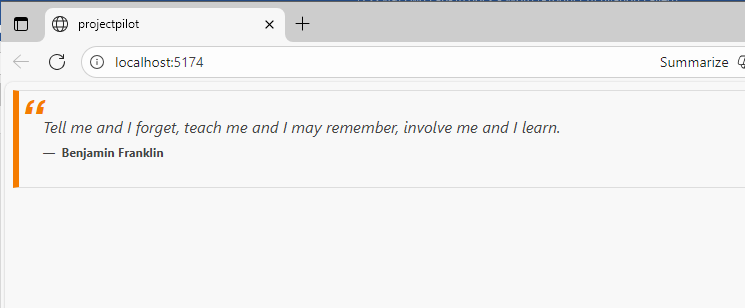 projectpilot
localhost:5174
Summarize
“
Tell me and I forget, teach me and I may remember, involve me and I learn.
— Benjamin Franklin